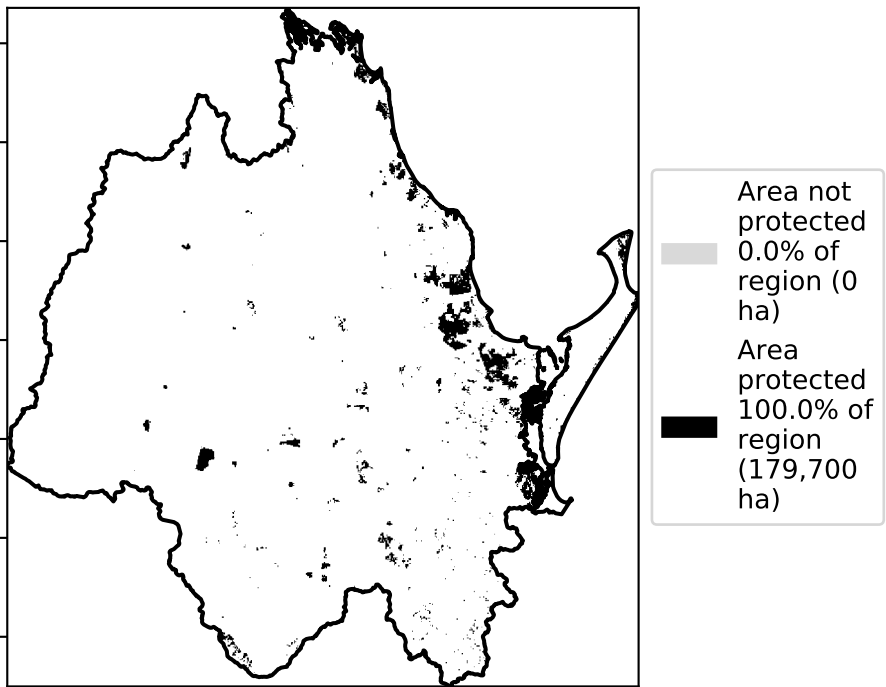 Area not
protected
0.0% of
region (0
ha)
Area
protected
100.0% of
region
(179,700
ha)